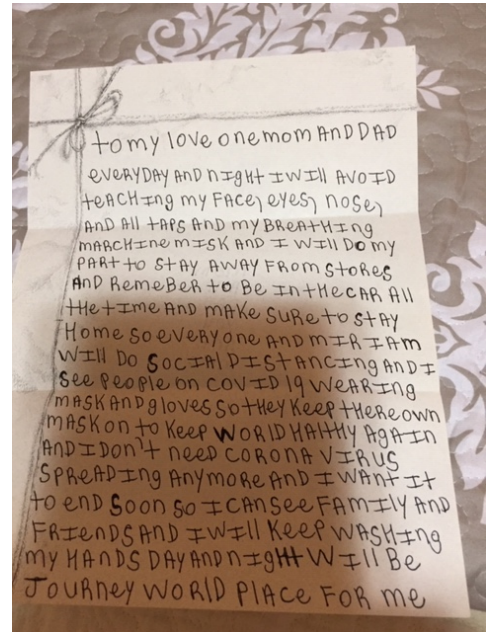 to my love one mom AND DAD
eveRyDAY AND nigHt I WIll AVOID
teACHing my FAce, eyes, nose,
AND All tAPS AND my BReATHING
mARCHine mISK AND I WIll DO my
PARt to StAY AWAY FROM StoRes
AND RemeBeR to Be IntHe CAR All
tHe tIme AND mAKe SURe to StAY
Home So eveRyone AND mIRIAM
WIll DO SOCIAl DIStANCING AND I
See PeoPle on COVID 19 WeARing
mASK AND gloves So tHey Keep tHeRe own
mASK on to KeeP WORlD HAltHy AgAIn
AND I Don't neeD CORONA VIRUS
SPReADIng AnymoRe AND I WAnt It
to enD Soon So I CAn See FAmIly AND
FRIenDS AND I WIll KeeP WASHIng
my HANDS DAY AnD nigHt WIll Be
JouRney WORlD PlACe FoR me